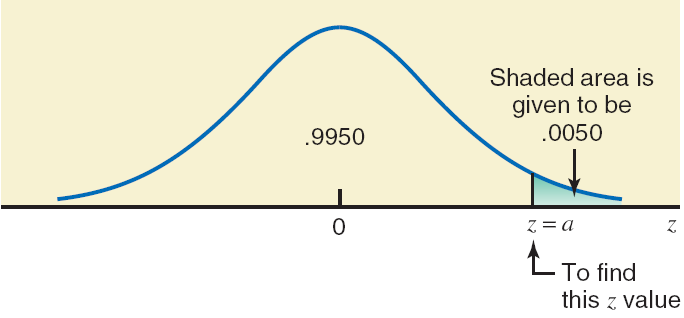 Shaded area is
given to be
.0050
.9950
0
z = a
z
To find
this z value